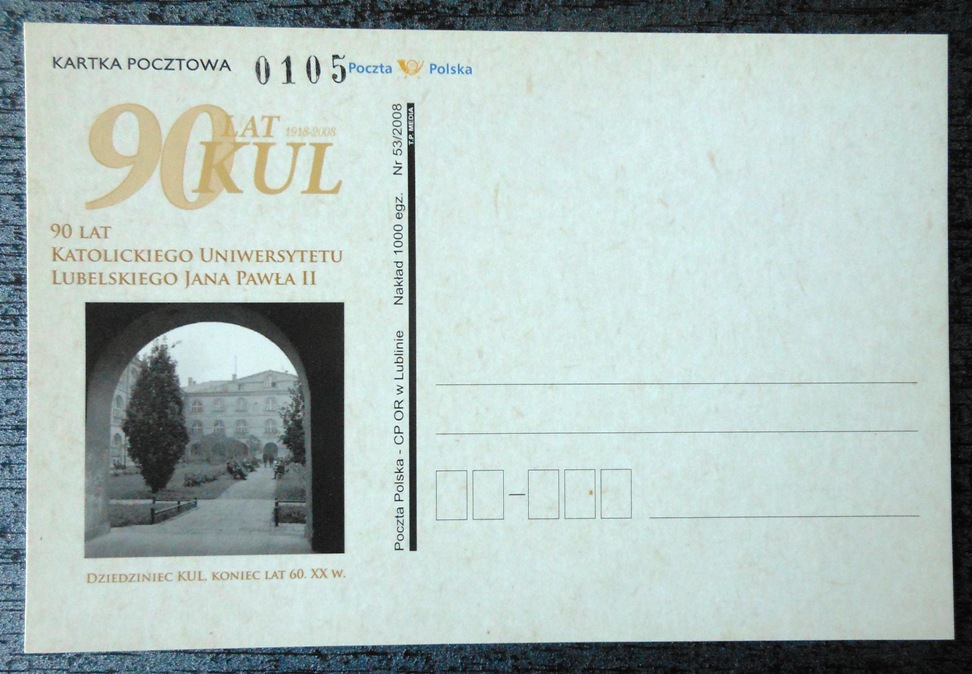 KARTKA POCZTOWA 0105 Poczta Polska
90 LAT 1918-2008
KUL
90 LAT
KATOLICKIEGO UNIWERSYTETU
LUBELSKIEGO JANA PAWŁA II
DZIEDZINIEC KUL, KONIEC LAT 60. XX W.
Poczta Polska - CP OR w Lublinie Nakład 1000 egz. Nr 53/2008
T.P. MEDIA